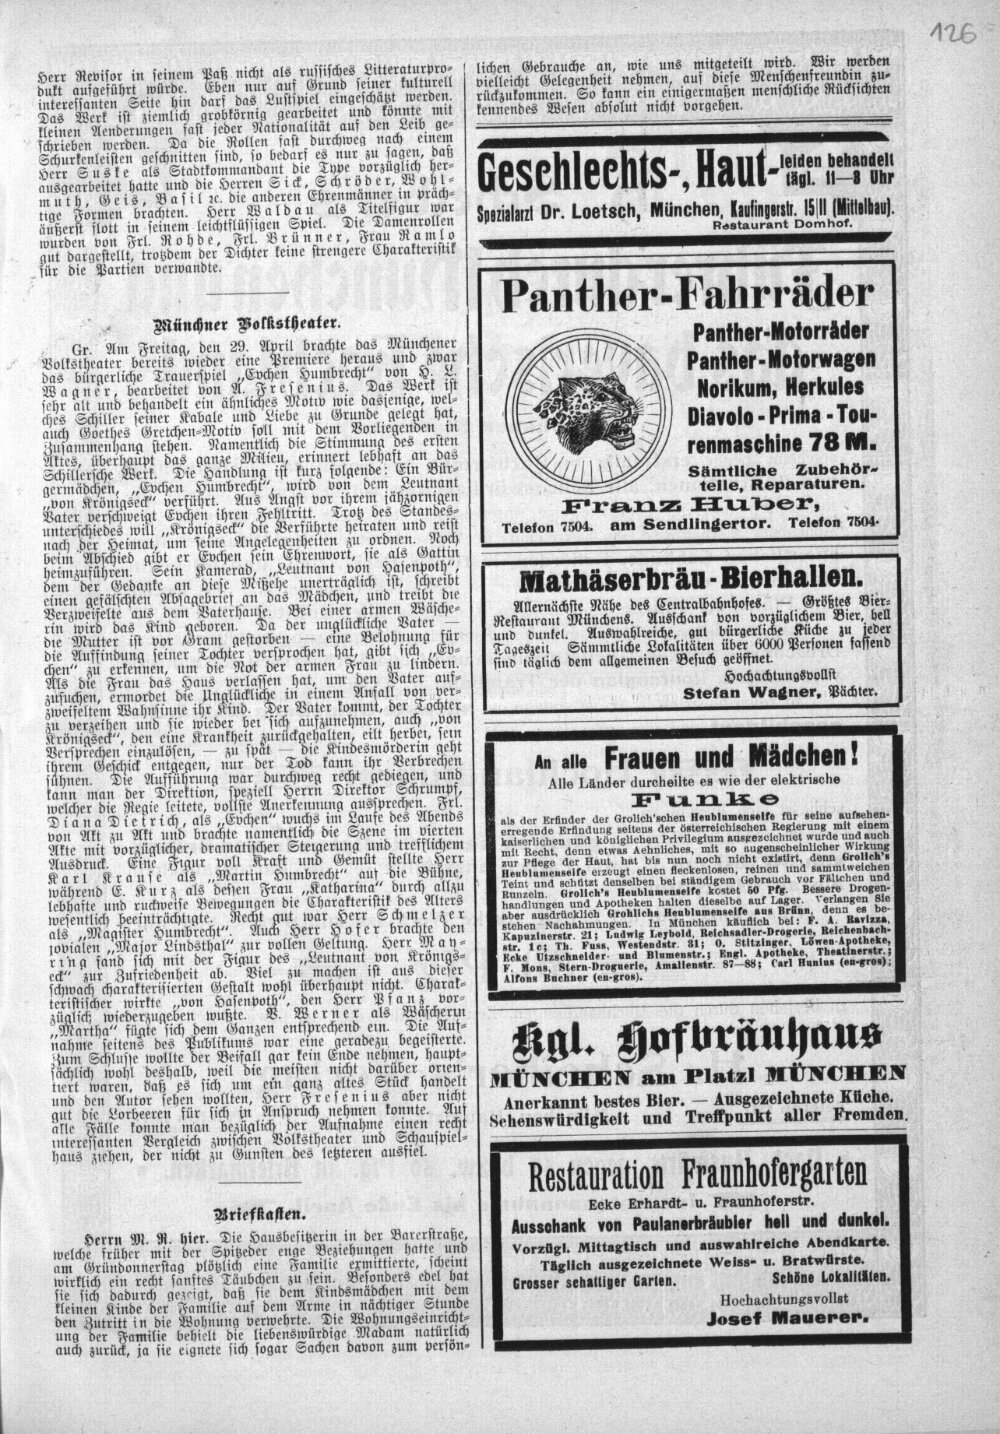 126
Herr Revisor in seinem Paß nicht als russisches Litteraturpro-
dukt aufgeführt würde. Eben nur auf Grund seiner kulturell
interessanten Seite hin darf das Lustspiel eingeschätzt werden.
Das Werk ist ziemlich grobkörnig gearbeitet und könnte mit
kleinen Aenderungen fast jeder Nationalität auf den Leib ge-
schrieben werden. Da die Rollen fast durchweg nach einem
Schurkenleisten geschnitten sind, so bedarf es nur zu sagen, daß
Herr Suske als Stadtkommandant die Type vorzüglich her-
ausgearbeitet hatte und die Herren Sick, Schröder, Wohl-
muth, Geis, Basil ꝛc. die anderen Ehrenmänner in präch-
tige Formen brachten. Herr Waldau als Titelfigur war
äußerst flott in seinem leichtflüssigen Spiel. Die Damenrollen
wurden von Frl. Rohde, Frl. Brünner, Frau Ramlo
gut dargestellt, trotzdem der Dichter keine strengere Charakteristik
für die Partien verwandte.
Münchner Volkstheater.
Gr. Am Freitag, den 29. April brachte das Münchener
Volkstheater bereits wieder eine Premiere heraus und zwar
das bürgerliche Trauerspiel „Evchen Humbrecht" von H. L.
Wagner, bearbeitet von A. Fresenius. Das Werk ist
sehr alt und behandelt ein ähnliches Motiv wie dasjenige, wel-
ches Schiller seiner Kabale und Liebe zu Grunde gelegt hat,
auch Goethes Gretchen-Motiv soll mit dem Vorliegenden in
Zusammenhang stehen. Namentlich die Stimmung des ersten
Aktes, überhaupt das ganze Milieu, erinnert lebhaft an das
Schillersche Werk. Die Handlung ist kurz folgende: Ein Bür-
germädchen, „Evchen Humbrecht", wird von dem Leutnant
„von Krönigseck" verführt. Aus Angst vor ihrem jähzornigen
Vater verschweigt Evchen ihren Fehltritt. Trotz des Standes-
unterschiedes will „Krönigseck" die Verführte heiraten und reist
nach der Heimat, um seine Angelegenheiten zu ordnen. Noch
beim Abschied gibt er Evchen sein Ehrenwort, sie als Gattin
heimzuführen. Sein Kamerad, „Leutnant von Hasenpoth",
dem der Gedanke an diese Mißehe unerträglich ist, schreibt
einen gefälschten Absagebrief an das Mädchen, und treibt die
Verzweifelte aus dem Vaterhause. Bei einer armen Wäsche-
rin wird das Kind geboren. Da der unglückliche Vater —
die Mutter ist vor Gram gestorben — eine Belohnung für
die Auffindung seiner Tochter versprochen hat, gibt sich „Ev-
chen" zu erkennen, um die Not der armen Frau zu lindern.
Als die Frau das Haus verlassen hat, um den Vater auf-
zusuchen, ermordet die Unglückliche in einem Anfall von ver-
zweifeltem Wahnsinne ihr Kind. Der Vater kommt, der Tochter
zu verzeihen und sie wieder bei sich aufzunehmen, auch „von
Krönigseck", den eine Krankheit zurückgehalten, eilt herbei, sein
Versprechen einzulösen, — zu spät — die Kindesmörderin geht
ihrem Geschick entgegen, nur der Tod kann ihr Verbrechen
sühnen. Die Aufführung war durchweg recht gediegen, und
kann man der Direktion, speziell Herrn Direktor Schrumpf,
welcher die Regie leitete, vollste Anerkennung aussprechen. Frl.
Diana Dietrich, als „Evchen" wuchs im Laufe des Abends
von Akt zu Akt und brachte namentlich die Szene im vierten
Akte mit vorzüglicher, dramatischer Steigerung und trefflichem
Ausdruck. Eine Figur voll Kraft und Gemüt stellte Herr
Karl Krause als „Martin Humbrecht" auf die Bühne,
während E. Kurz als dessen Frau „Katharina" durch allzu
lebhafte und ruckweise Bewegungen die Charakteristik des Alters
wesentlich beeinträchtigte. Recht gut war Herr Schmelzer
als „Magister Humbrecht". Auch Herr Hofer brachte den
jovialen „Major Lindsthal" zur vollen Geltung. Herr May-
ring fand sich mit der Figur des „Leutnant von Krönigs-
eck" zur Zufriedenheit ab. Viel zu machen ist aus dieser
schwach charakterisierten Gestalt wohl überhaupt nicht. Charak-
teristischer wirkte „von Hasenpoth", den Herr Pfanz vor-
züglich wiederzugeben wußte. V. Werner als Wäscherin
„Martha" fügte sich dem Ganzen entsprechend ein. Die Auf-
nahme seitens des Publikums war eine geradezu begeisterte.
Zum Schlusse wollte der Beifall gar kein Ende nehmen, haupt-
sächlich wohl deshalb, weil die meisten nicht darüber orien-
tiert waren, daß es sich um ein ganz altes Stück handelt
und den Autor sehen wollten, Herr Fresenius aber nicht
gut die Lorbeeren für sich in Anspruch nehmen konnte. Auf
alle Fälle konnte man bezüglich der Aufnahme einen recht
interessanten Vergleich zwischen Volkstheater und Schauspiel-
haus ziehen, der nicht zu Gunsten des letzteren ausfiel.
Briefkasten.
Herrn M. R. hier. Die Hausbesitzerin in der Barerstraße,
welche früher mit der Spitzeder enge Beziehungen hatte und
am Gründonnerstag plötzlich eine Familie exmittierte, scheint
wirklich ein recht sanftes Täubchen zu sein. Besonders edel hat
sie sich dadurch gezeigt, daß sie dem Kindsmädchen mit dem
kleinen Kinde der Familie auf dem Arme in nächtiger Stunde
den Zutritt in die Wohnung verwehrte. Die Wohnungseinricht-
ung der Familie behielt die liebenswürdige Madam natürlich
auch zurück, ja sie eignete sich sogar Sachen davon zum persön-
lichen Gebrauche an, wie uns mitgeteilt wird. Wir werden
vielleicht Gelegenheit nehmen, auf diese Menschenfreundin zu-
rückzukommen. So kann ein einigermaßen menschliche Rücksichten
kennendes Wesen absolut nicht vorgehen.
Geschlechts-, Haut-leiden behandelt
tägl. 11—8 Uhr
Spezialarzt Dr. Loetsch, München, Kaufingerstr. 15|II (Mittelbau).
Restaurant Domhof.
Panther-Fahrräder
Panther-Motorräder
Panther-Motorwagen
Norikum, Herkules
Diavolo - Prima - Tou-
renmaschine 78 M.
Sämtliche Zubehör-
teile, Reparaturen.
Franz Huber,
Telefon 7504. am Sendlingertor. Telefon 7504.
Mathäserbräu-Bierhallen.
Allernächste Nähe des Centralbahnhofes. — Größtes Bier-
Restaurant Münchens. Ausschank von vorzüglichem Bier, hell
und dunkel. Auswahlreiche, gut bürgerliche Küche zu jeder
Tageszeit Sämmtliche Lokalitäten über 6000 Personen fassend
sind täglich dem allgemeinen Besuch geöffnet.
Hochachtungsvollst
Stefan Wagner, Pächter.
An alle Frauen und Mädchen!
Alle Länder durcheilte es wie der elektrische
Funke
als der Erfinder der Grolich'schen Heublumenseife für seine aufsehen-
erregende Erfindung seitens der österreichischen Regierung mit einem
kaiserlichen und königlichen Privilegium ausgezeichnet wurde und auch
mit Recht, denn etwas Aehnliches, mit so augenscheinlicher Wirkung
zur Pflege der Haut, hat bis nun noch nicht existirt, denn Grolich's
Heublumenseife erzeugt einen fleckenlosen, reinen und sammtweichen
Teint und schützt denselben bei ständigem Gebrauch vor Fältchen und
Runzeln. Grolich's Heublumenseife kostet 50 Pfg. Bessere Drogen-
handlungen und Apotheken halten dieselbe auf Lager. Verlangen Sie
aber ausdrücklich Grohlichs Heublumenseife aus Brünn, denn es be-
stehen Nachahmungen. In München käuflich bei: F. A. Ravizza,
Kapuzinerstr. 21; Ludwig Leybold, Reichsadler-Drogerie, Reichenbach-
str. 1c; Th. Fuss, Westendstr. 31; O. Stitzinger, Löwen-Apotheke,
Ecke Utzschneider- und Blumenstr.; Engl. Apotheke, Theatinerstr.;
F. Mons, Stern-Droguerie, Amalienstr. 87—88; Carl Hunius (en-gros);
Alfons Buchner (en-gros).
Kgl. Hofbräuhaus
MÜNCHEN am Platzl MÜNCHEN
Anerkannt bestes Bier. — Ausgezeichnete Küche.
Sehenswürdigkeit und Treffpunkt aller Fremden.
Restauration Fraunhofergarten
Ecke Erhardt- u. Fraunhoferstr.
Ausschank von Paulanerbräubier hell und dunkel.
Vorzügl. Mittagtisch und auswahlreiche Abendkarte.
Täglich ausgezeichnete Weiss- u. Bratwürste.
Grosser schattiger Garten. Schöne Lokalitäten.
Hochachtungsvollst
Josef Mauerer.